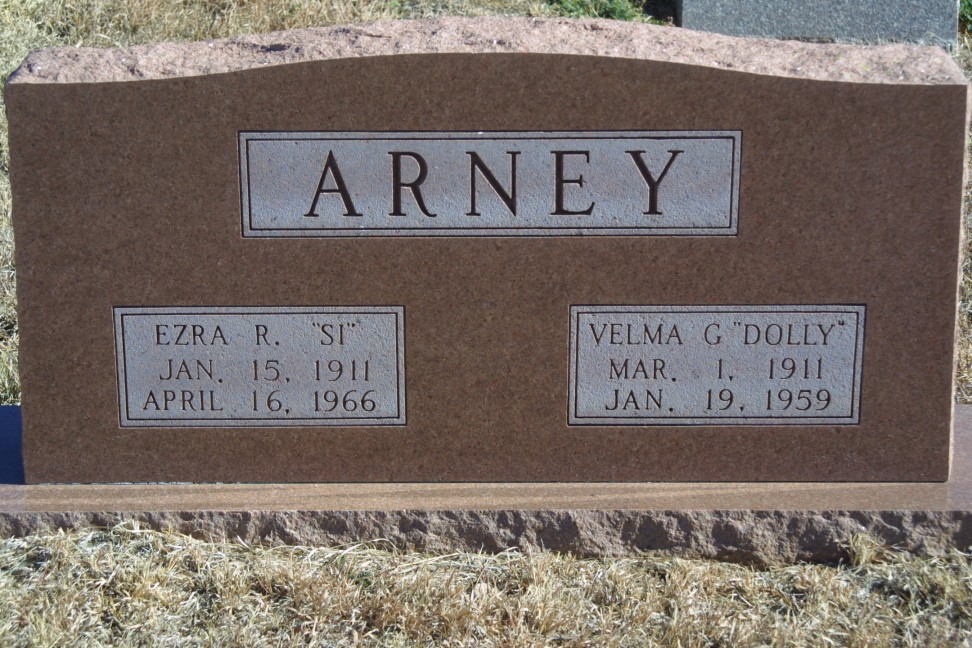 ARNEY
EZRA R. "SI"
JAN. 15, 1911
APRIL 16, 1966
VELMA G "DOLLY"
MAR. 1, 1911
JAN. 19, 1959